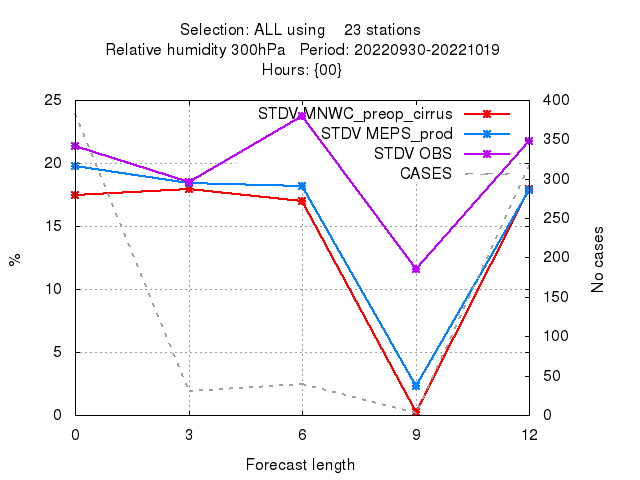 Selection: ALL using 23 stations
Relative humidity 300hPa Period: 20220930-20221019
Hours: {00}
STDV MNWC_preop_cirrus
STDV MEPS_prod
STDV OBS
CASES
25
20
15
10
5
0
%
400
350
300
250
200
150
100
50
0
No cases
0 3 6 9 12
Forecast length